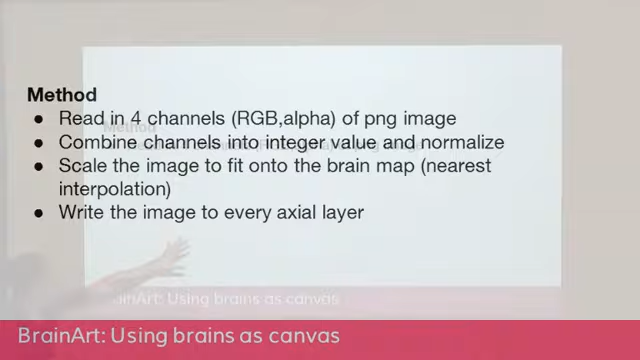 Method
● Read in 4 channels (RGB,alpha) of png image
● Combine channels into integer value and normalize
● Scale the image to fit onto the brain map (nearest
interpolation)
● Write the image to every axial layer
BrainArt: Using brains as canvas
BrainArt: Using brains as canvas